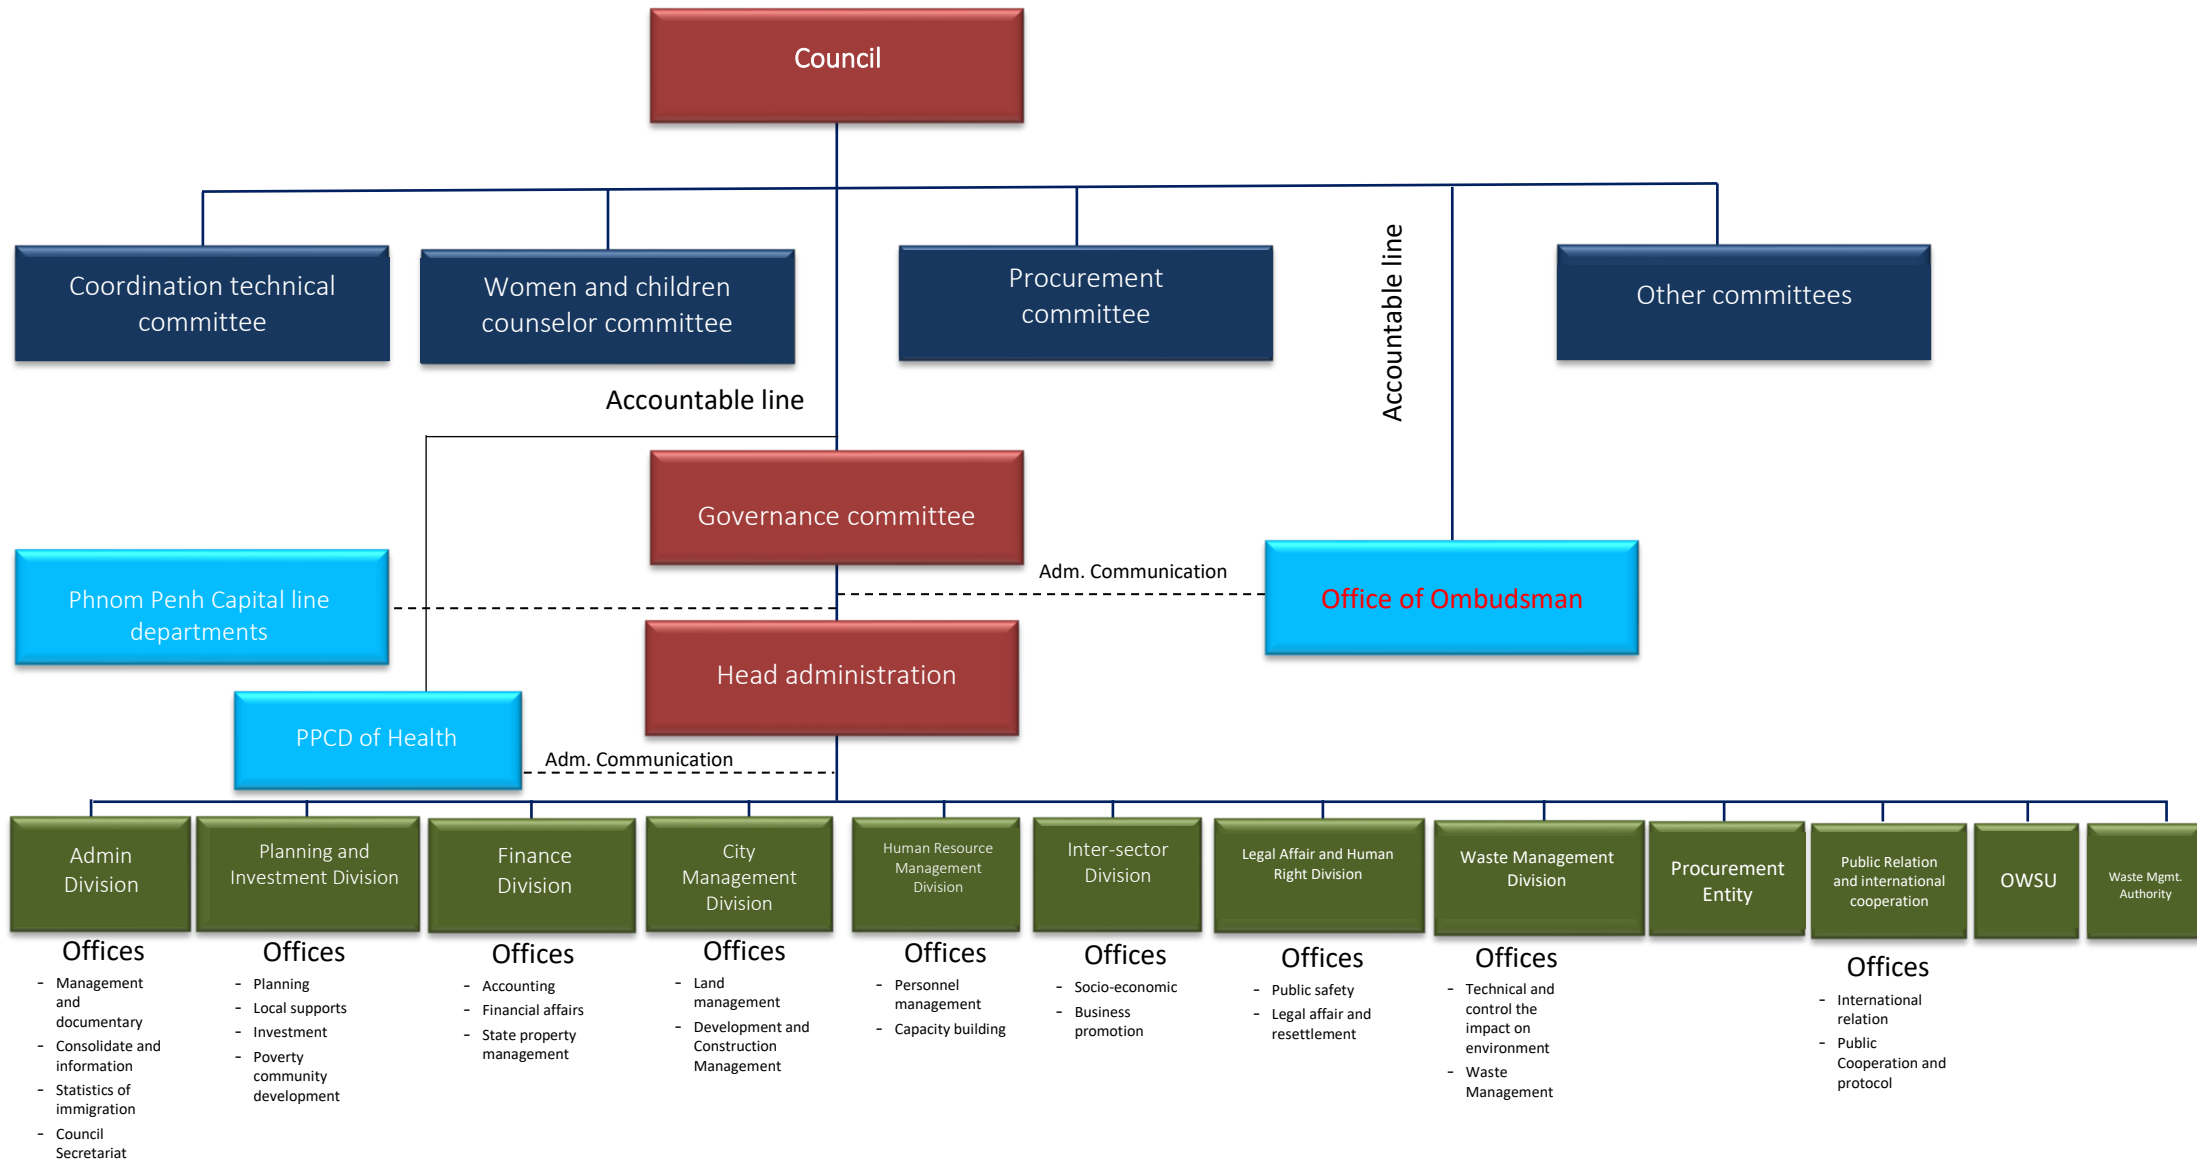 Council
Coordination technical
committee
Women and children
counselor committee
Procurement
committee
Accountable line
Other committees
Accountable line
Governance committee
Phnom Penh Capital line
departments
Adm. Communication
Office of Ombudsman
Head administration
PPCD of Health
Adm. Communication
Admin
Division
Planning and
Investment Division
Finance
Division
City
Management
Division
Human Resource
Management
Division
Inter-sector
Division
Legal Affair and Human
Right Division
Waste Management
Division
Procurement
Entity
Public Relation
and international
cooperation
OWSU
Waste Mgmt.
Authority
Offices
- Management
and
documentary
- Consolidate and
information
- Statistics of
immigration
- Council
Secretariat
Offices
- Planning
- Local supports
- Investment
- Poverty
community
development
Offices
- Accounting
- Financial affairs
- State property
management
Offices
- Land
management
- Development and
Construction
Management
Offices
- Personnel
management
- Capacity building
Offices
- Socio-economic
- Business
promotion
Offices
- Public safety
- Legal affair and
resettlement
Offices
- Technical and
control the
impact on
environment
- Waste
Management
Offices
- International
relation
- Public
Cooperation and
protocol